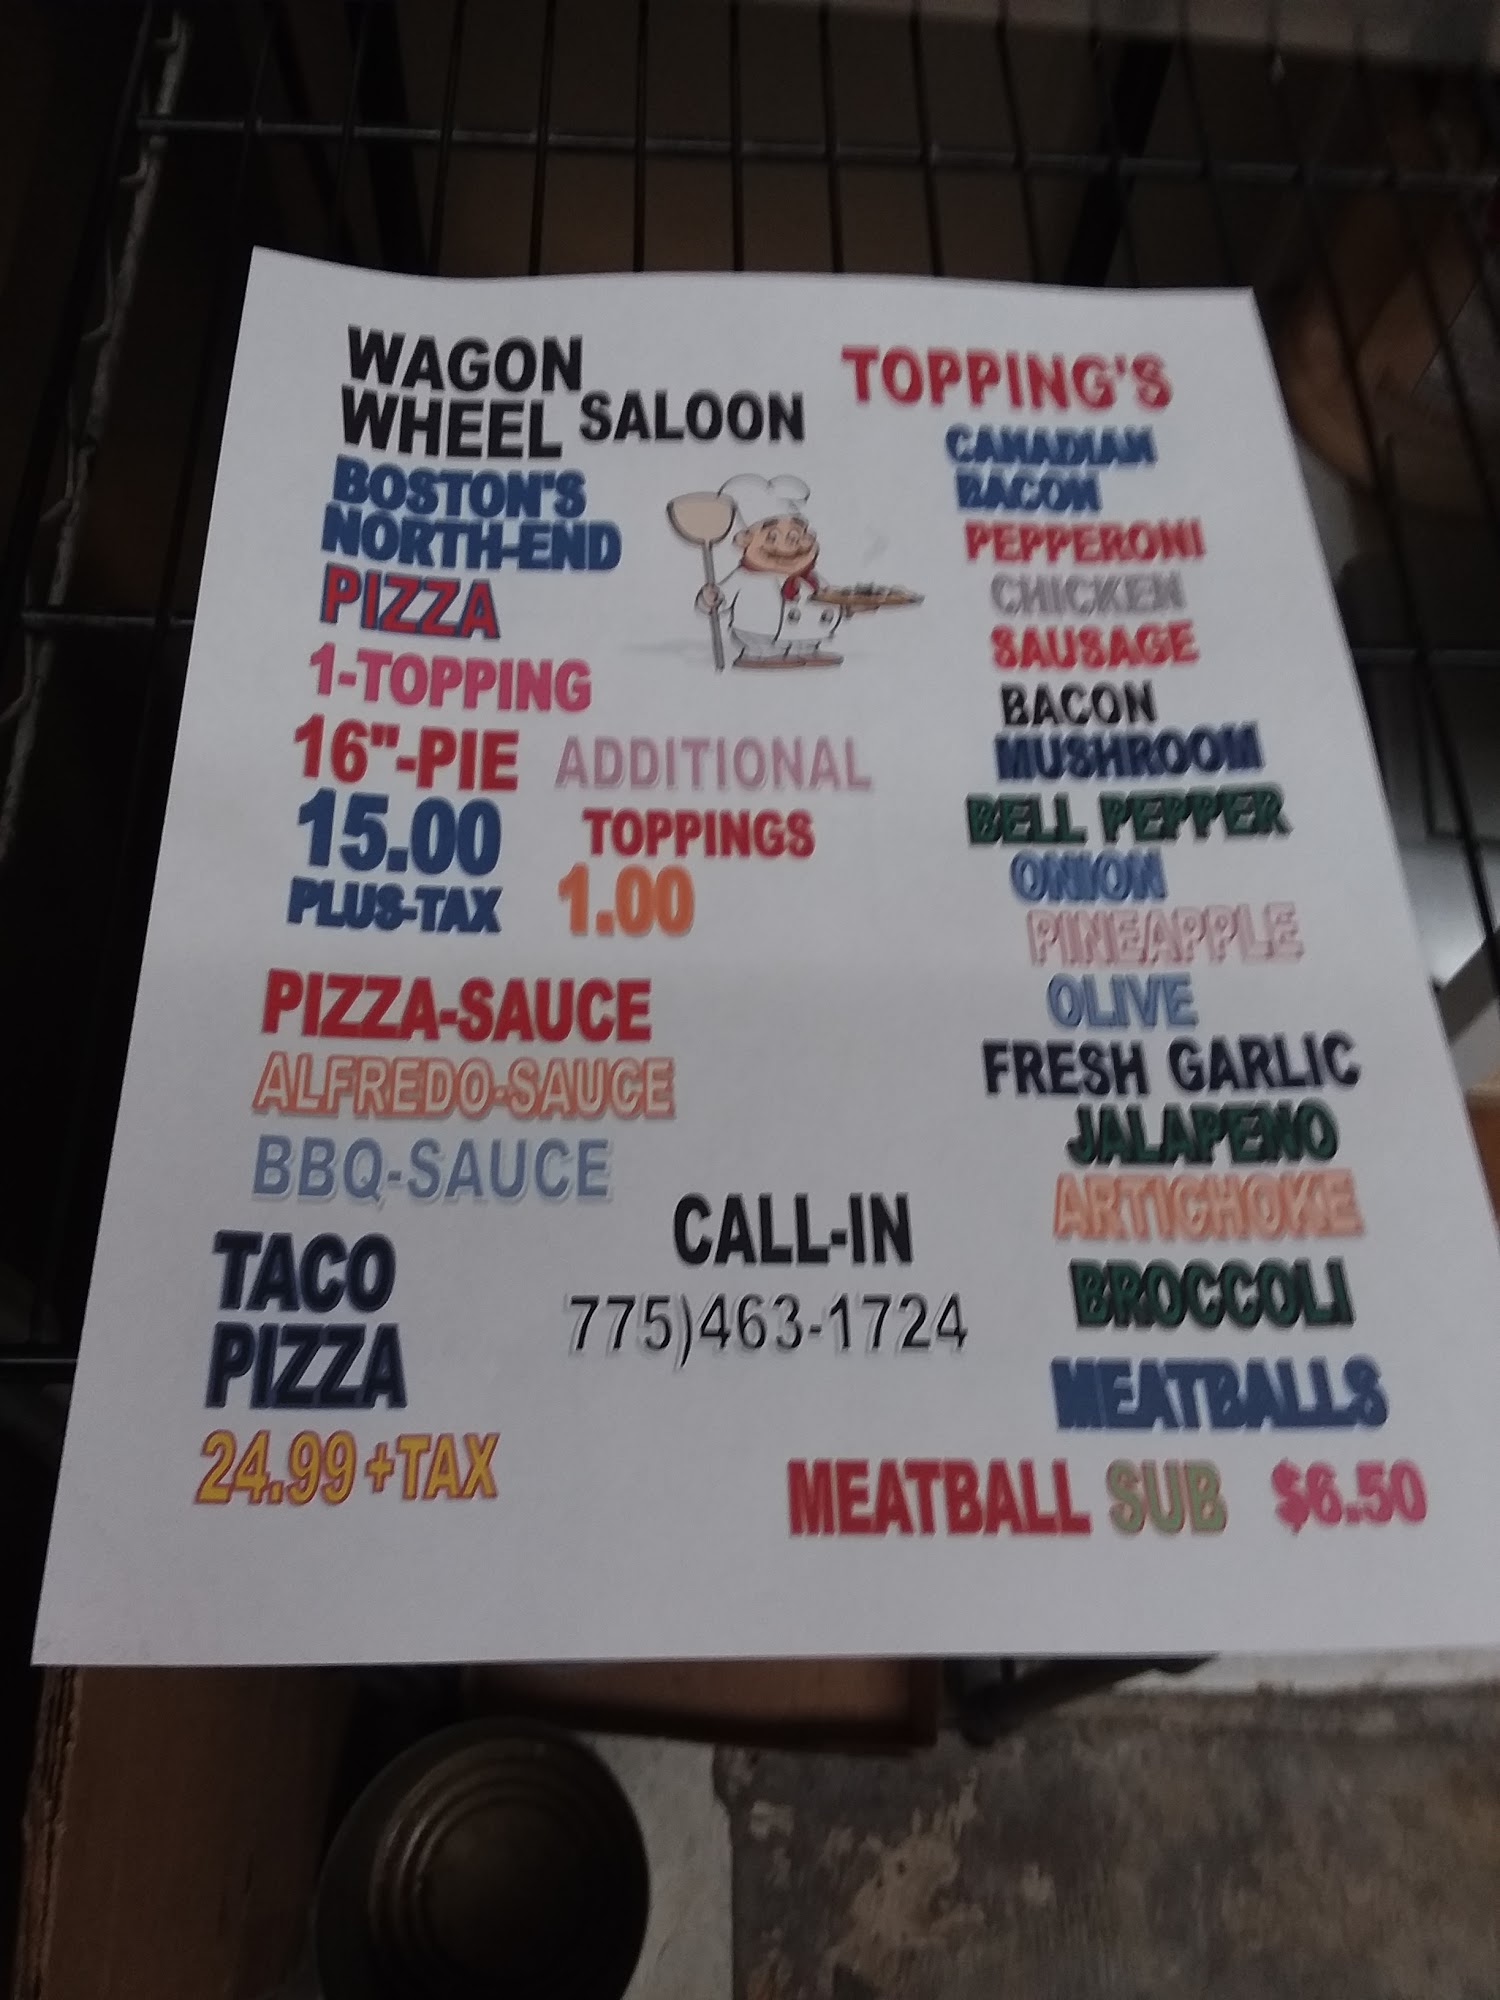 WAGON
WHEEL SALOON
BOSTON'S
NORTH-END
PIZZA
1-TOPPING
16"-PIE
15.00
PLUS-TAX
ADDITIONAL
TOPPINGS
1.00
PIZZA-SAUCE
ALFREDO-SAUCE
BBQ-SAUCE
TACO
PIZZA
24.99+TAX
CALL-IN
775)463-1724
TOPPING'S
CANADIAN
BACON
PEPPERONI
CHICKEN
SAUSAGE
BACON
MUSHROOM
BELL PEPPER
ONION
PINEAPPLE
OLIVE
FRESH GARLIC
JALAPENO
ARTICHOKE
BROCCOLI
MEATBALLS
MEATBALL SUB $6.50